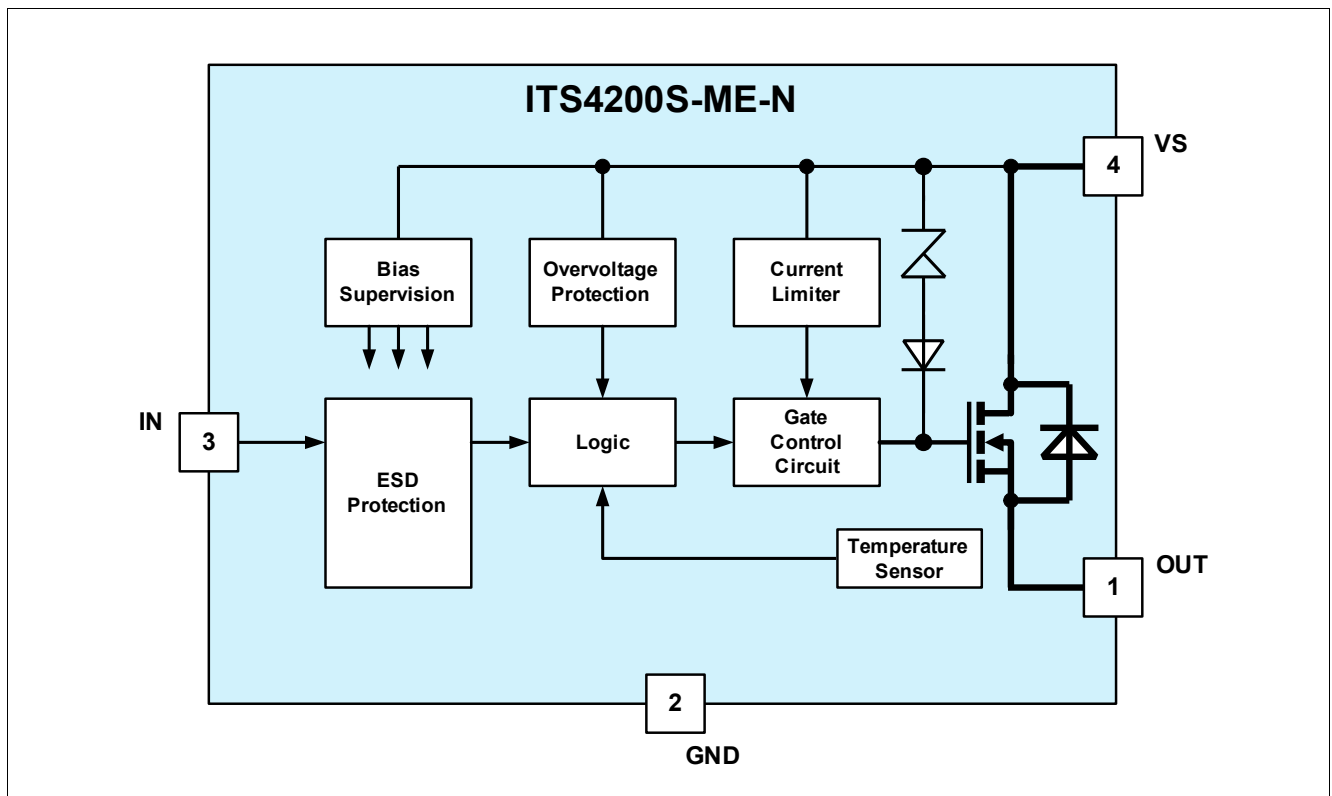 ITS4200S-ME-N
VS
4
Bias
Supervision
Overvoltage
Protection
Current
Limiter
IN
3
ESD
Protection
Logic
Gate
Control
Circuit
Temperature
Sensor
OUT
1
2
GND